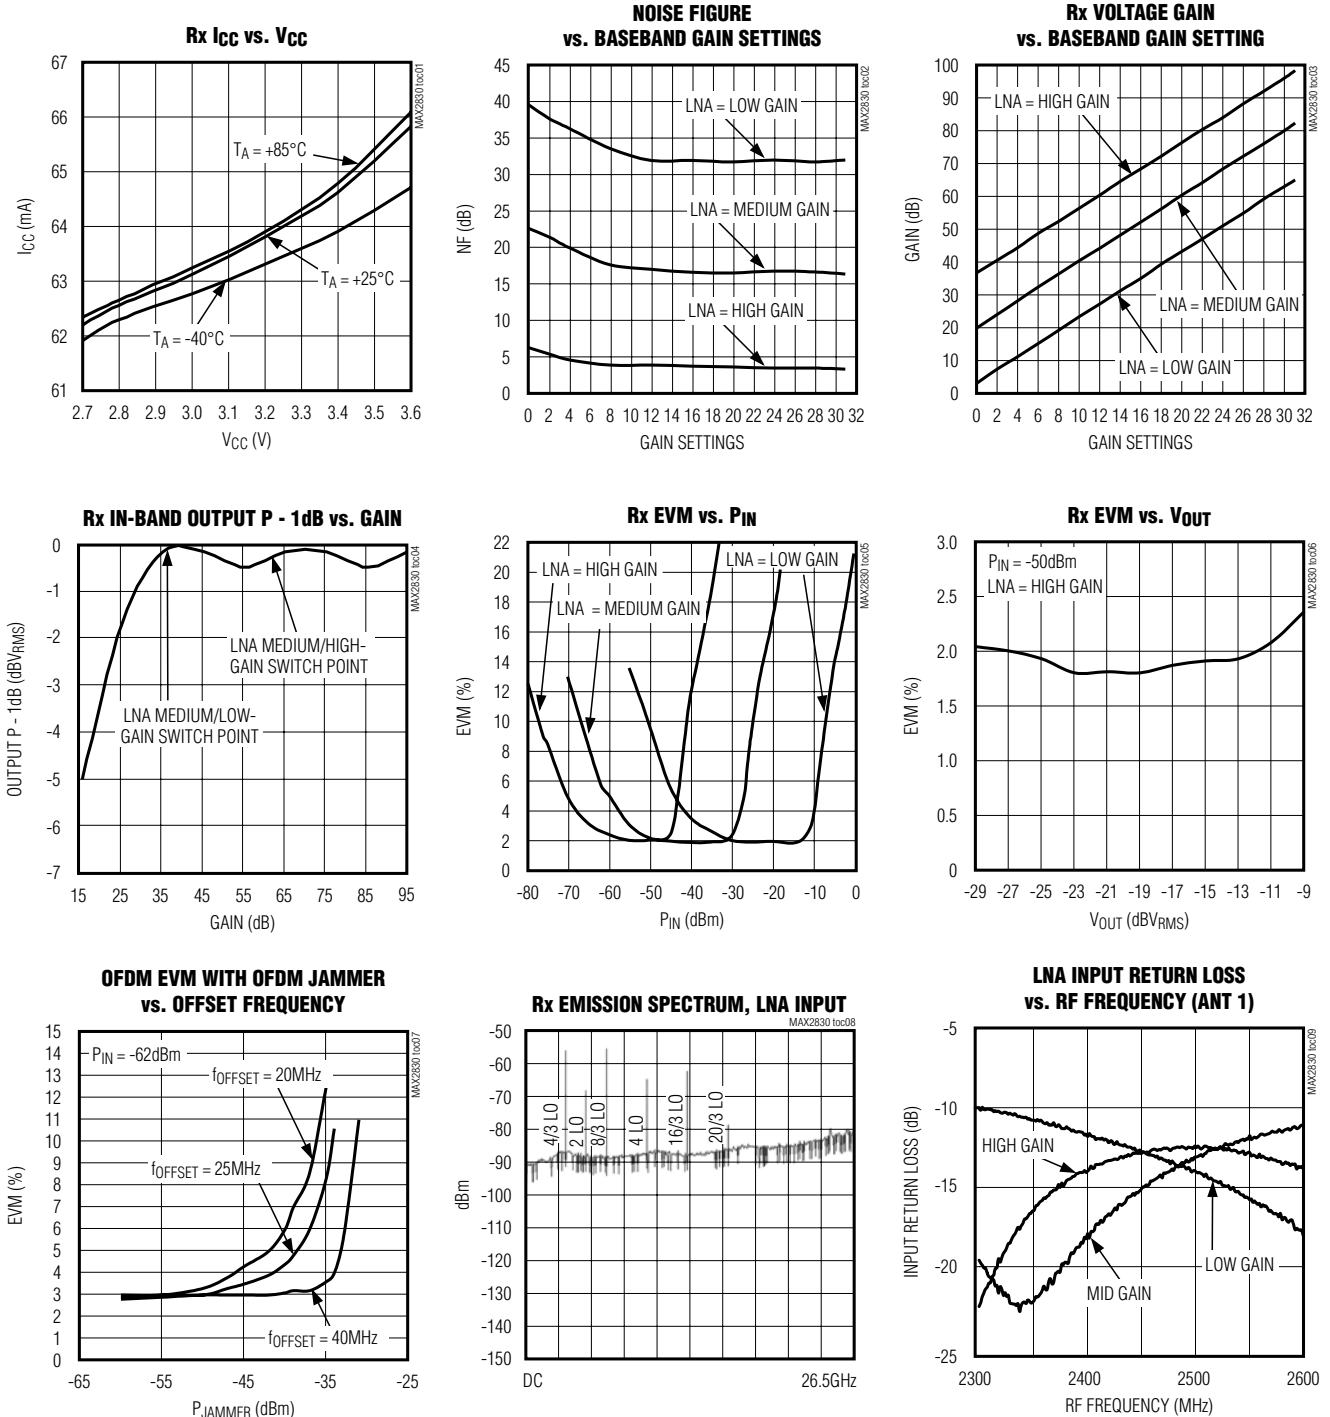 Rx ICC vs. VCC
MAX2830 toc01
ICC (mA)
67
66
65
64
63
62
61
TA = +85°C
TA = +25°C
TA = -40°C
2.7 2.8 2.9 3.0 3.1 3.2 3.3 3.4 3.5 3.6
VCC (V)
NOISE FIGURE
vs. BASEBAND GAIN SETTINGS
MAX2830 toc02
NF (dB)
45
40
35
30
25
20
15
10
5
0
LNA = LOW GAIN
LNA = MEDIUM GAIN
LNA = HIGH GAIN
0 2 4 6 8 10 12 14 16 18 20 22 24 26 28 30 32
GAIN SETTINGS
Rx VOLTAGE GAIN
vs. BASEBAND GAIN SETTING
MAX2830 toc03
GAIN (dB)
100
90
80
70
60
50
40
30
20
10
0
LNA = HIGH GAIN
LNA = MEDIUM GAIN
LNA = LOW GAIN
0 2 4 6 8 10 12 14 16 18 20 22 24 26 28 30 32
GAIN SETTINGS
Rx IN-BAND OUTPUT P - 1dB vs. GAIN
MAX2830 toc04
OUTPUT P - 1dB (dBVRMS)
0
-1
-2
-3
-4
-5
-6
-7
LNA MEDIUM/HIGH-
GAIN SWITCH POINT
LNA MEDIUM/LOW-
GAIN SWITCH POINT
15 25 35 45 55 65 75 85 95
GAIN (dB)
Rx EVM vs. PIN
MAX2830 toc05
EVM (%)
22
20
18
16
14
12
10
8
6
4
2
0
LNA = HIGH GAIN
LNA = LOW GAIN
LNA = MEDIUM GAIN
-80 -70 -60 -50 -40 -30 -20 -10 0
PIN (dBm)
Rx EVM vs. VOUT
MAX2830 toc06
EVM (%)
3.0
2.5
2.0
1.5
1.0
0.5
0
PIN = -50dBm
LNA = HIGH GAIN
-29 -27 -25 -23 -21 -19 -17 -15 -13 -11 -9
VOUT (dBVRMS)
OFDM EVM WITH OFDM JAMMER
vs. OFFSET FREQUENCY
MAX2830 toc07
EVM (%)
15
14
13
12
11
10
9
8
7
6
5
4
3
2
1
0
PIN = -62dBm
fOFFSET = 20MHz
fOFFSET = 25MHz
fOFFSET = 40MHz
-65 -55 -45 -35 -25
PJAMMER (dBm)
Rx EMISSION SPECTRUM, LNA INPUT
MAX2830 toc08
dBm
-50
-60
-70
-80
-90
-100
-110
-120
-130
-140
-150
4/3 LO
2 LO
8/3 LO
4 LO
16/3 LO
20/3 LO
DC 26.5GHz
LNA INPUT RETURN LOSS
vs. RF FREQUENCY (ANT 1)
MAX2830 toc09
INPUT RETURN LOSS (dB)
-5
-10
-15
-20
-25
HIGH GAIN
LOW GAIN
MID GAIN
2300 2400 2500 2600
RF FREQUENCY (MHz)